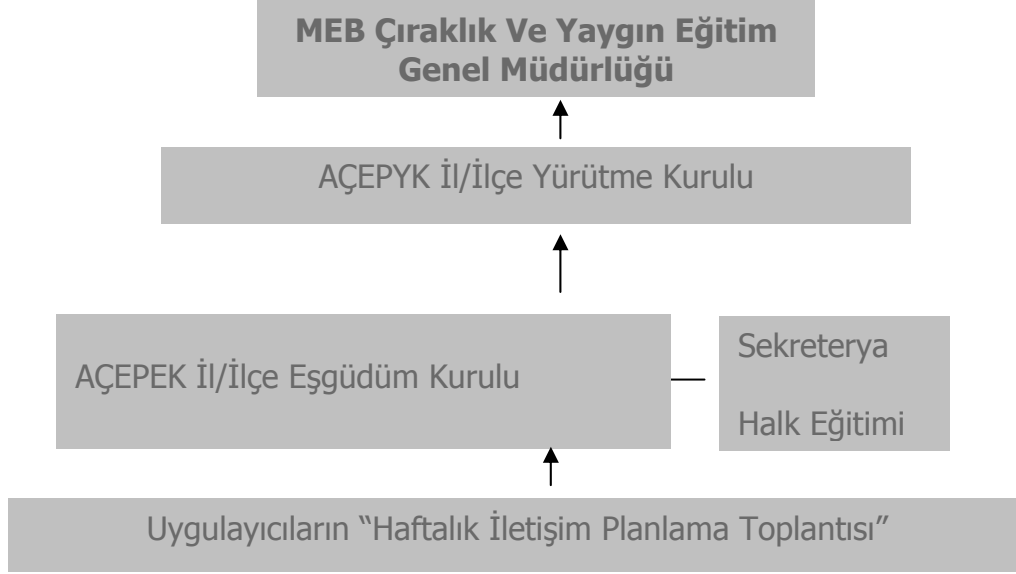 MEB Çıraklık Ve Yaygın Eğitim
Genel Müdürlüğü
AÇEPYK İl/İlçe Yürütme Kurulu
AÇEPEK İl/İlçe Eşgüdüm Kurulu
Sekreterya
Halk Eğitimi
Uygulayıcıların “Haftalık İletişim Planlama Toplantısı”